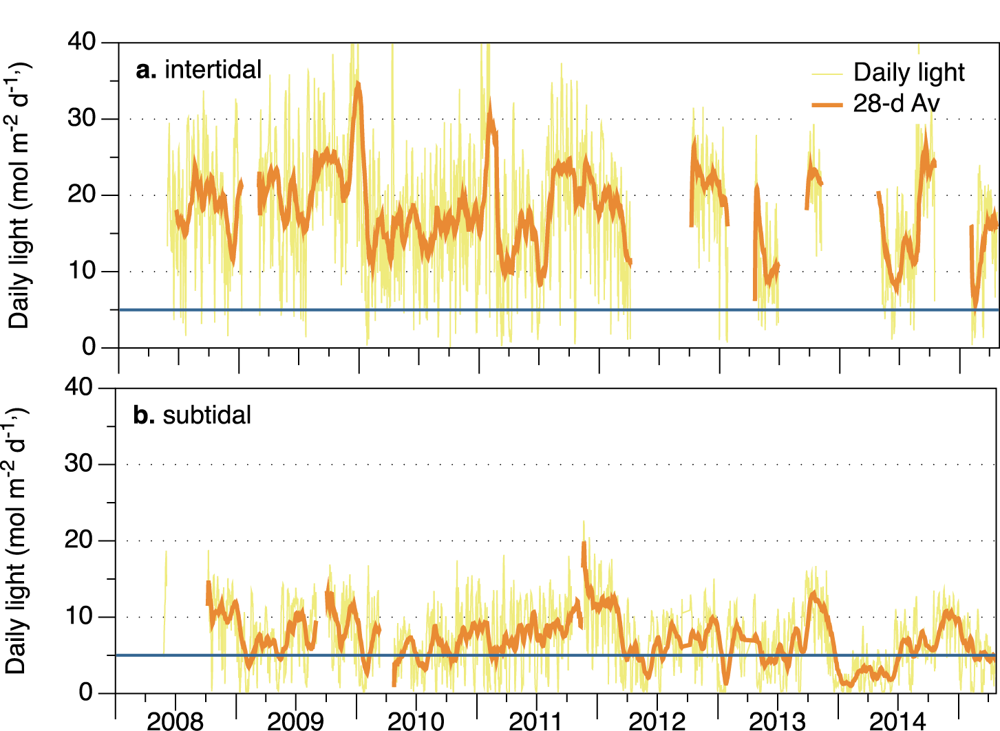 40
30
20
10
0
Daily light (mol m-2 d-1,)
a. intertidal
Daily light
28-d Av
40
30
20
10
0
Daily light (mol m-2 d-1,)
b. subtidal
2008 2009 2010 2011 2012 2013 2014